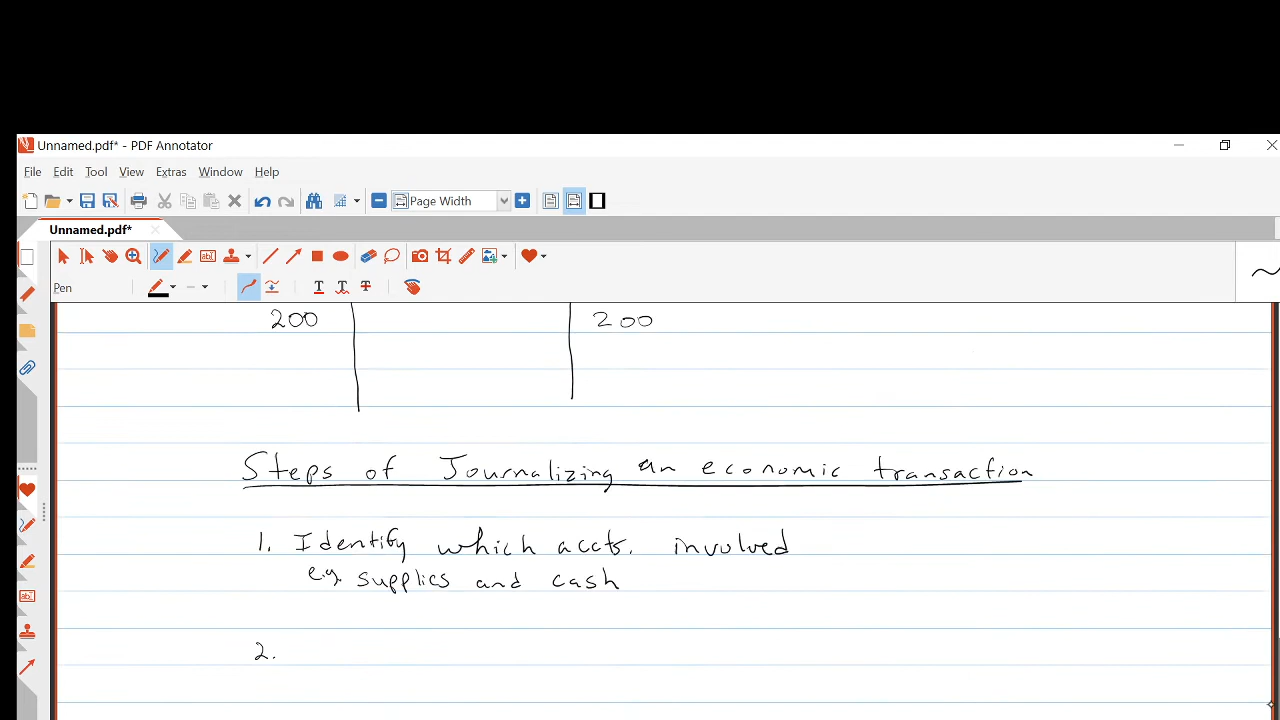 Unnamed.pdf* - PDF Annotator
File Edit Tool View Extras Window Help
Page Width
Unnamed.pdf*
Pen
200 200
Steps of Journalizing an economic transaction
1. Identify which accts. involved
e.g. supplies and cash
2.